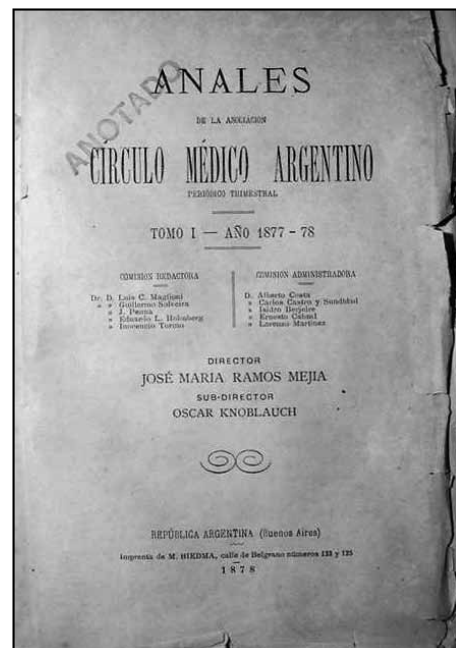 ANOTADO
ANALES
DE LA ASOCIACION
CÍRCULO MÉDICO ARGENTINO
PERIÓDICO TRIMESTRAL
TOMO I — AÑO 1877-78
COMISION REDACTORA
Dr. D. Luis C. Maglioni
» » Guillermo
» J. Penna
» Eduardo L. Holmberg
» Inocencio Torino
COMISION ADMINISTRADORA
D. Alberto Costa
» Carlos Castro y Sundblad
» Isidro
» Ernesto Cabral
» Lorenzo Martinez
DIRECTOR
JOSÉ MARIA RAMOS MEJIA
SUB-DIRECTOR
OSCAR KNOBLAUCH
REPÚBLICA ARGENTINA (Buenos Aires)
Imprenta de M. BIEDMA, calle de Belgrano números 133 y 135
1878